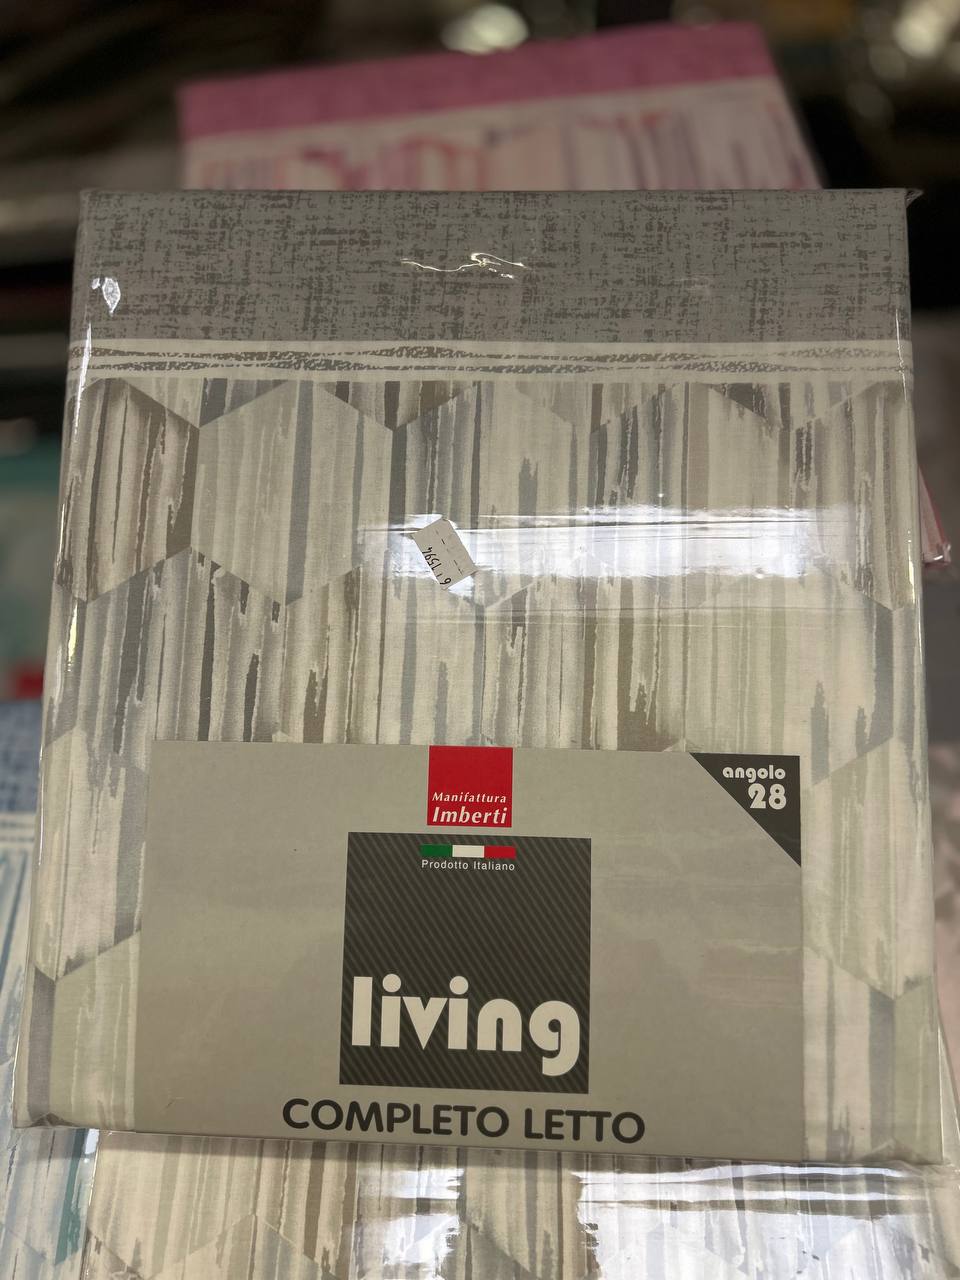 angolo
28
Manifattura
Imberti
Prodotto Italiano
living
COMPLETO LETTO